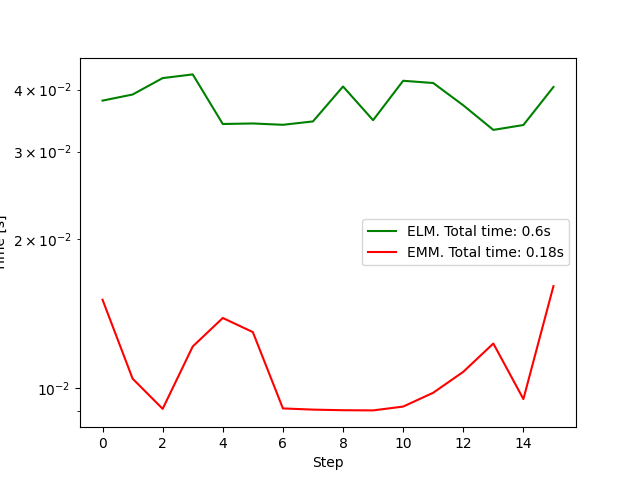 4 × 10⁻²
3 × 10⁻²
2 × 10⁻²
10⁻²
Time [s]
ELM. Total time: 0.6s
EMM. Total time: 0.18s
0 2 4 6 8 10 12 14
Step